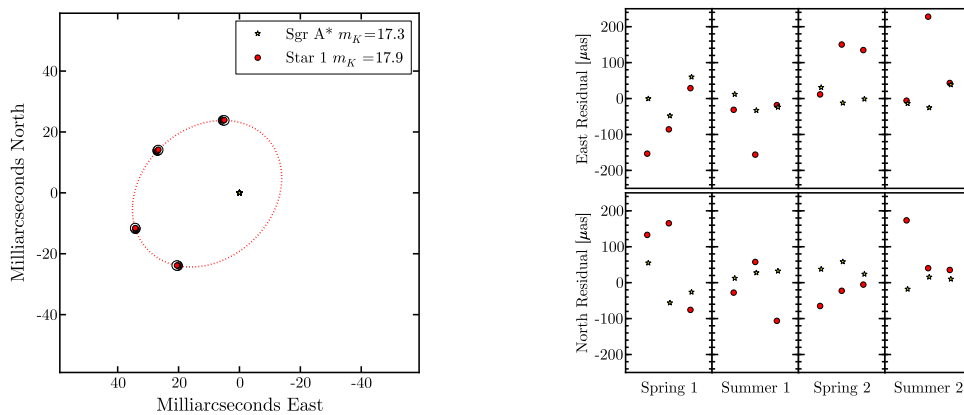 Sgr A* m_K=17.3
Star 1 m_K=17.9
40
20
0
-20
-40
Milliarcseconds North
40 20 0 -20 -40
Milliarcseconds East
200
100
0
-100
-200
East Residual [μas]
200
100
0
-100
-200
North Residual [μas]
Spring 1 Summer 1 Spring 2 Summer 2